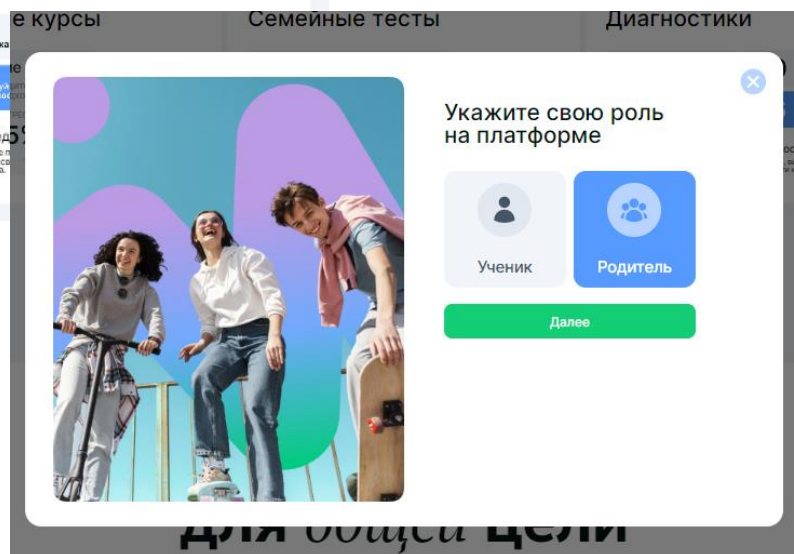 е курсы
Семейные тесты
Диагностики
Укажите свою роль
на платформе
Ученик
Родитель
Далее
для общей цели